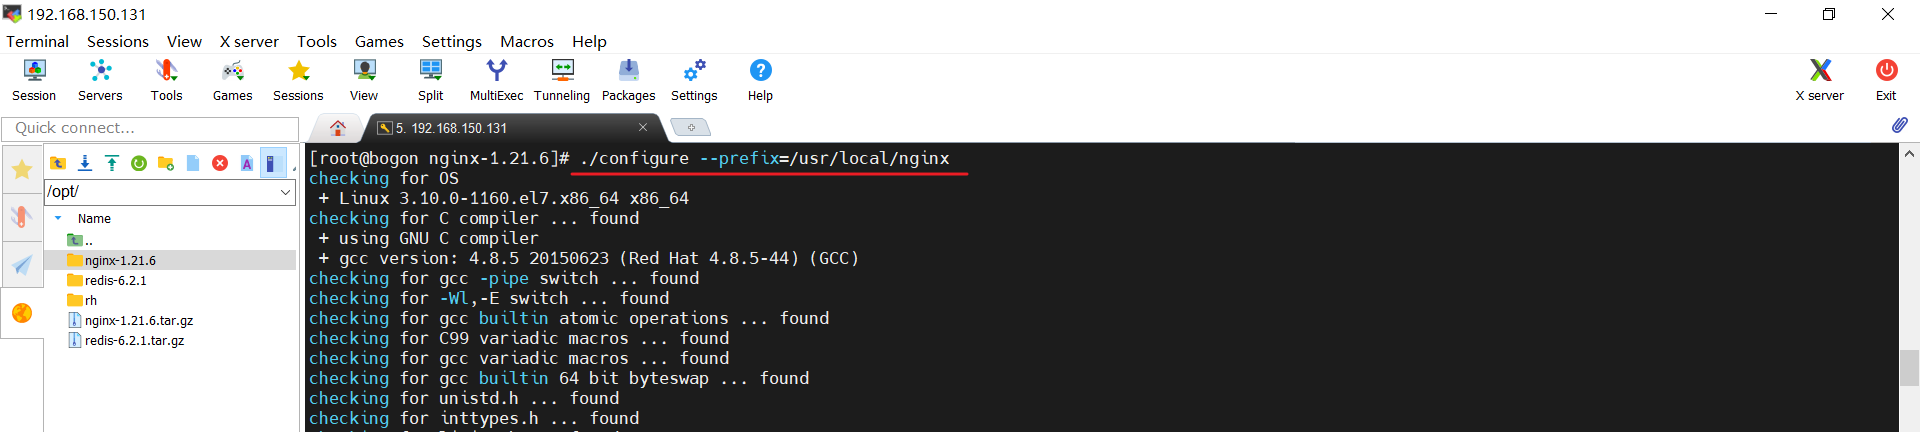 192.168.150.131
Terminal Sessions View X server Tools Games Settings Macros Help
Session Servers Tools Games Sessions View Split MultiExec Tunneling Packages Settings Help X server Exit
Quick connect...
5. 192.168.150.131
/opt/
Name
..
nginx-1.21.6
redis-6.2.1
rh
nginx-1.21.6.tar.gz
redis-6.2.1.tar.gz
[root@bogon nginx-1.21.6]# ./configure --prefix=/usr/local/nginx
checking for OS
+ Linux 3.10.0-1160.el7.x86_64 x86_64
checking for C compiler ... found
+ using GNU C compiler
+ gcc version: 4.8.5 20150623 (Red Hat 4.8.5-44) (GCC)
checking for gcc -pipe switch ... found
checking for -Wl,-E switch ... found
checking for gcc builtin atomic operations ... found
checking for C99 variadic macros ... found
checking for gcc variadic macros ... found
checking for gcc builtin 64 bit byteswap ... found
checking for unistd.h ... found
checking for inttypes.h ... found